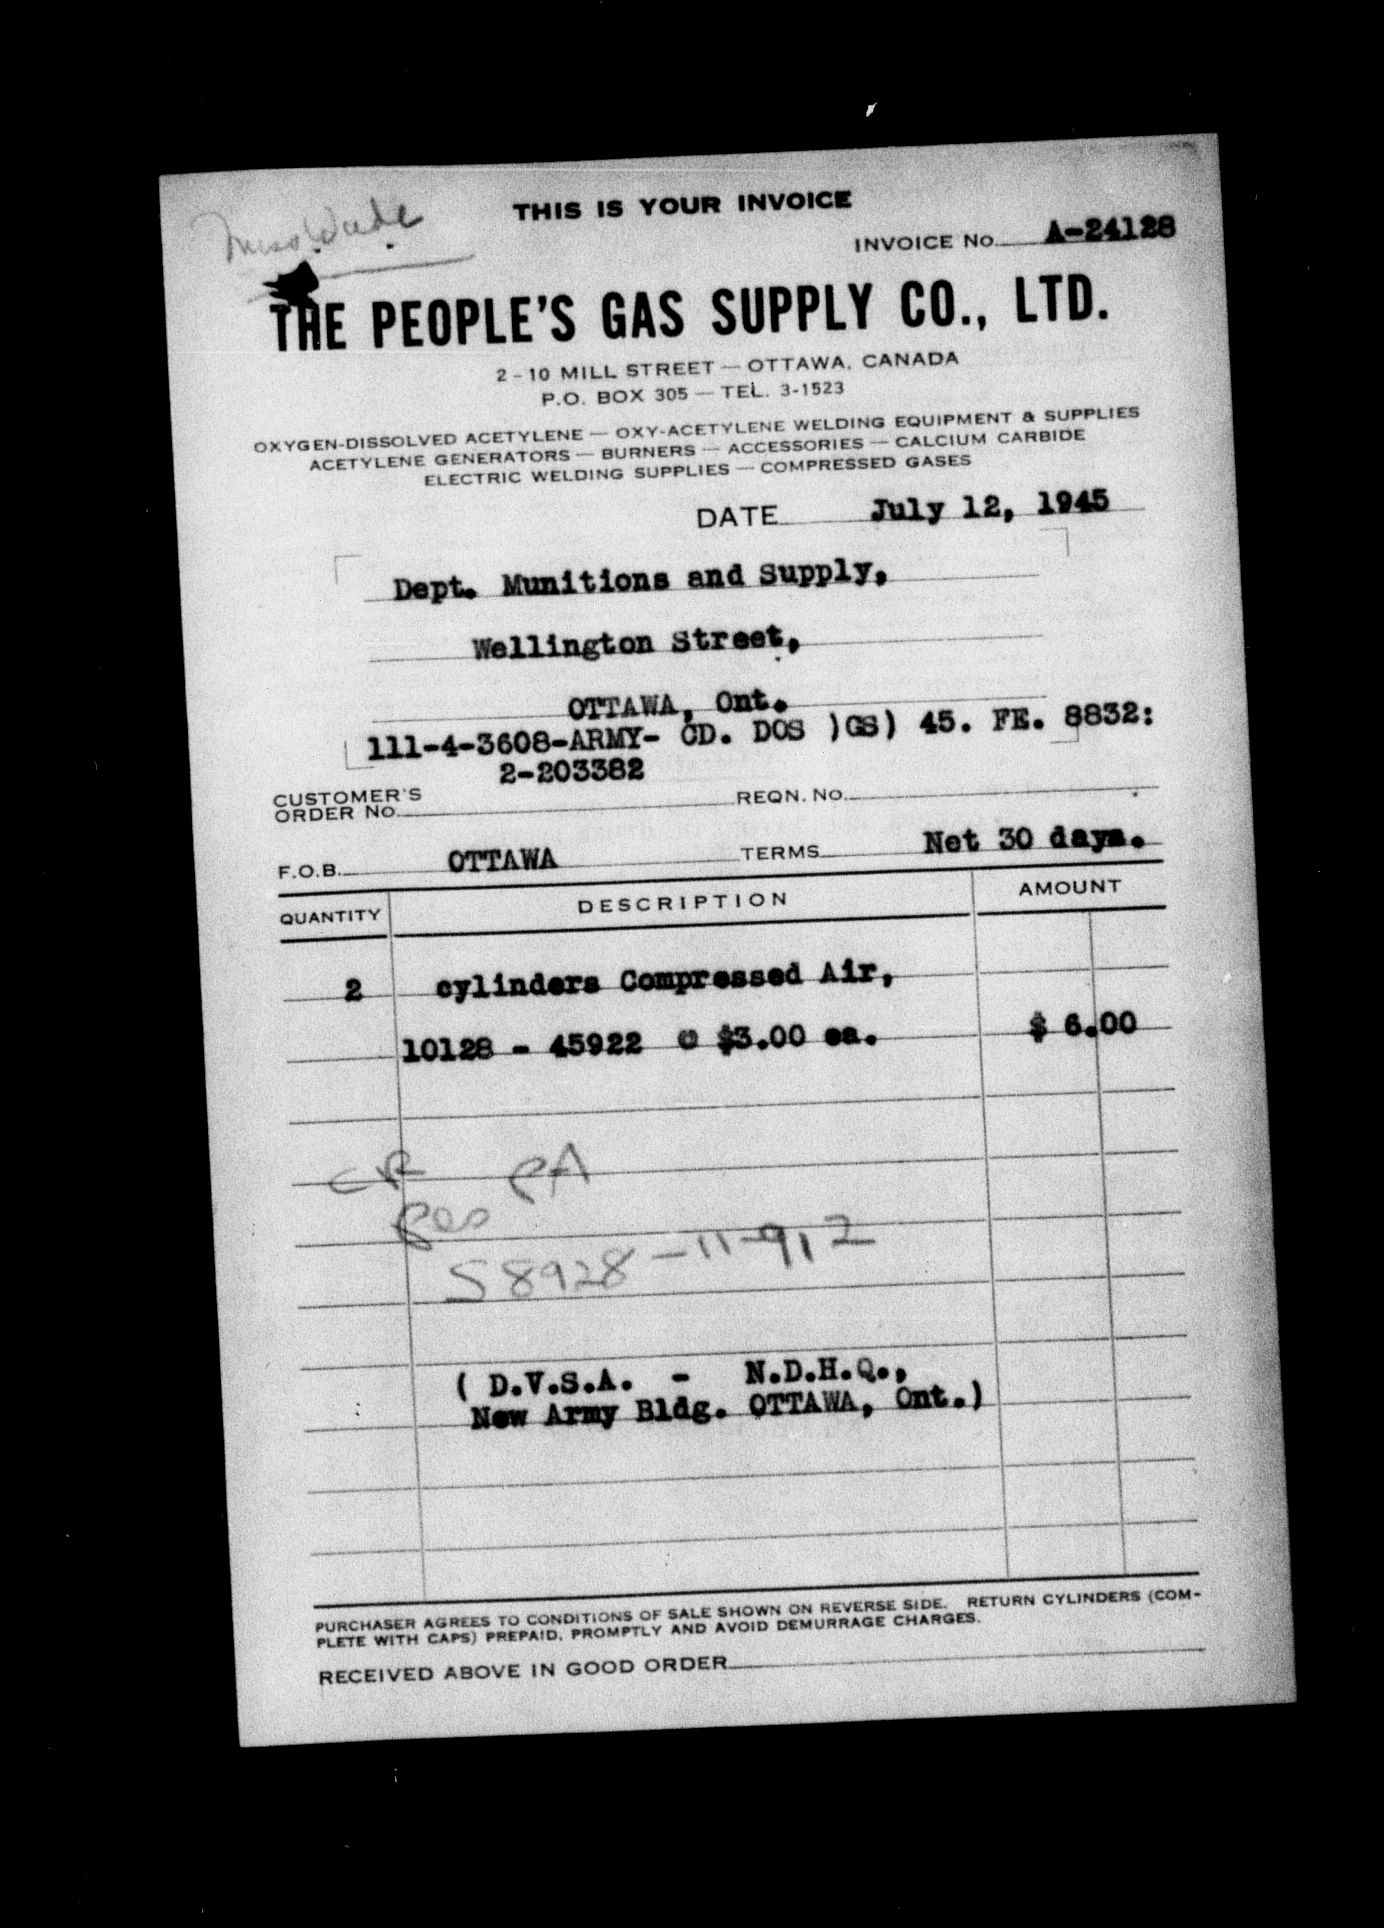 Miss Wade
THIS IS YOUR INVOICE
INVOICE No. A-24128
THE PEOPLE'S GAS SUPPLY CO., LTD.
2-10 MILL STREET — OTTAWA, CANADA
P.O. BOX 305 — TEL. 3-1523
OXYGEN-DISSOLVED ACETYLENE — OXY-ACETYLENE WELDING EQUIPMENT & SUPPLIES
ACETYLENE GENERATORS — BURNERS — ACCESSORIES — CALCIUM CARBIDE
ELECTRIC WELDING SUPPLIES — COMPRESSED GASES
DATE July 12, 1945
Dept. Munitions and Supply,
Wellington Street,
OTTAWA, Ont.
111-4-3608-ARMY- CD. DOS )GS) 45. FE. 8832:
2-203382
CUSTOMER'S
ORDER No. REQN. No.
F.O.B. OTTAWA TERMS Net 30 days.
QUANTITY DESCRIPTION AMOUNT
2 cylinders Compressed Air,
10128 - 45922 @ $3.00 ea. $ 6.00
CR PA
S8928-11-912
( D.V.S.A. - N.D.H.Q.,
New Army Bldg. OTTAWA, Ont.)
PURCHASER AGREES TO CONDITIONS OF SALE SHOWN ON REVERSE SIDE. RETURN CYLINDERS (COM-
PLETE WITH CAPS) PREPAID, PROMPTLY AND AVOID DEMURRAGE CHARGES.
RECEIVED ABOVE IN GOOD ORDER